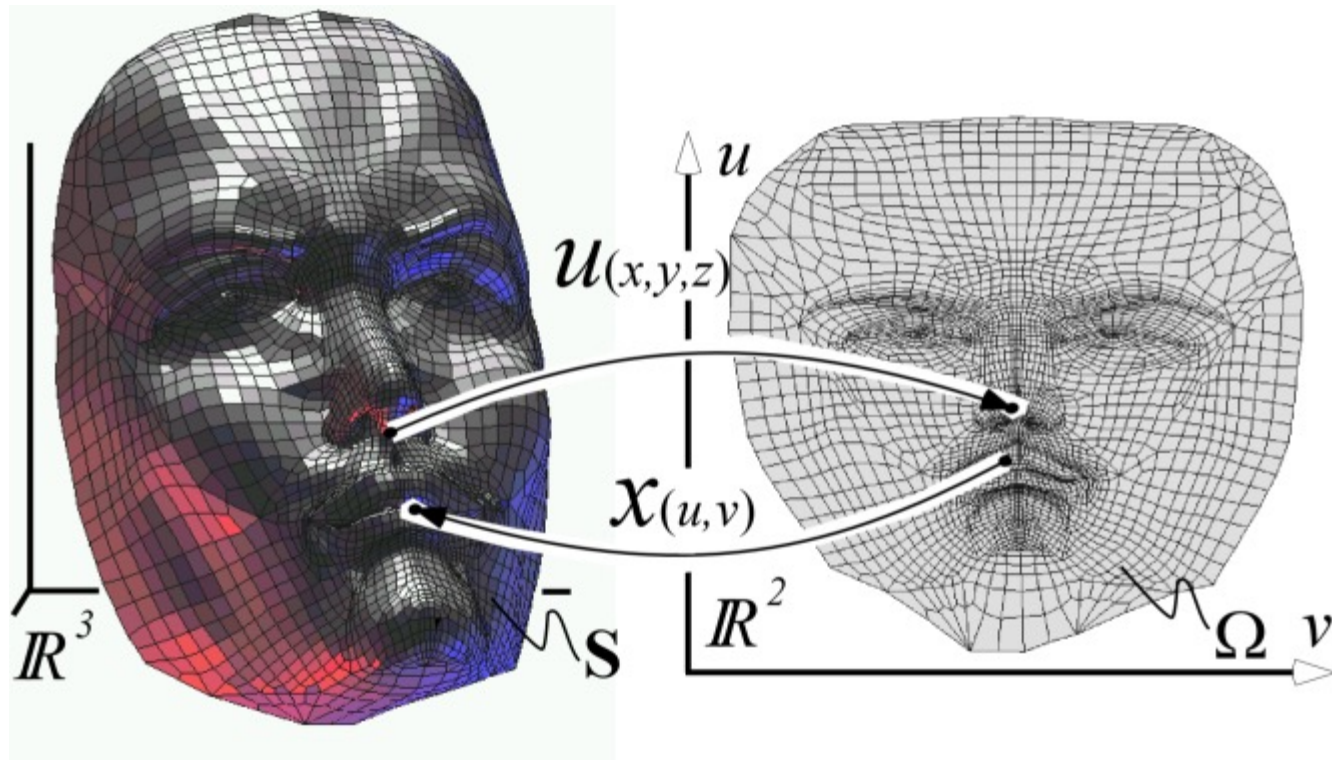 u
u(x,y,z)
x(u,v)
ℝ³
S
ℝ²
Ω
v